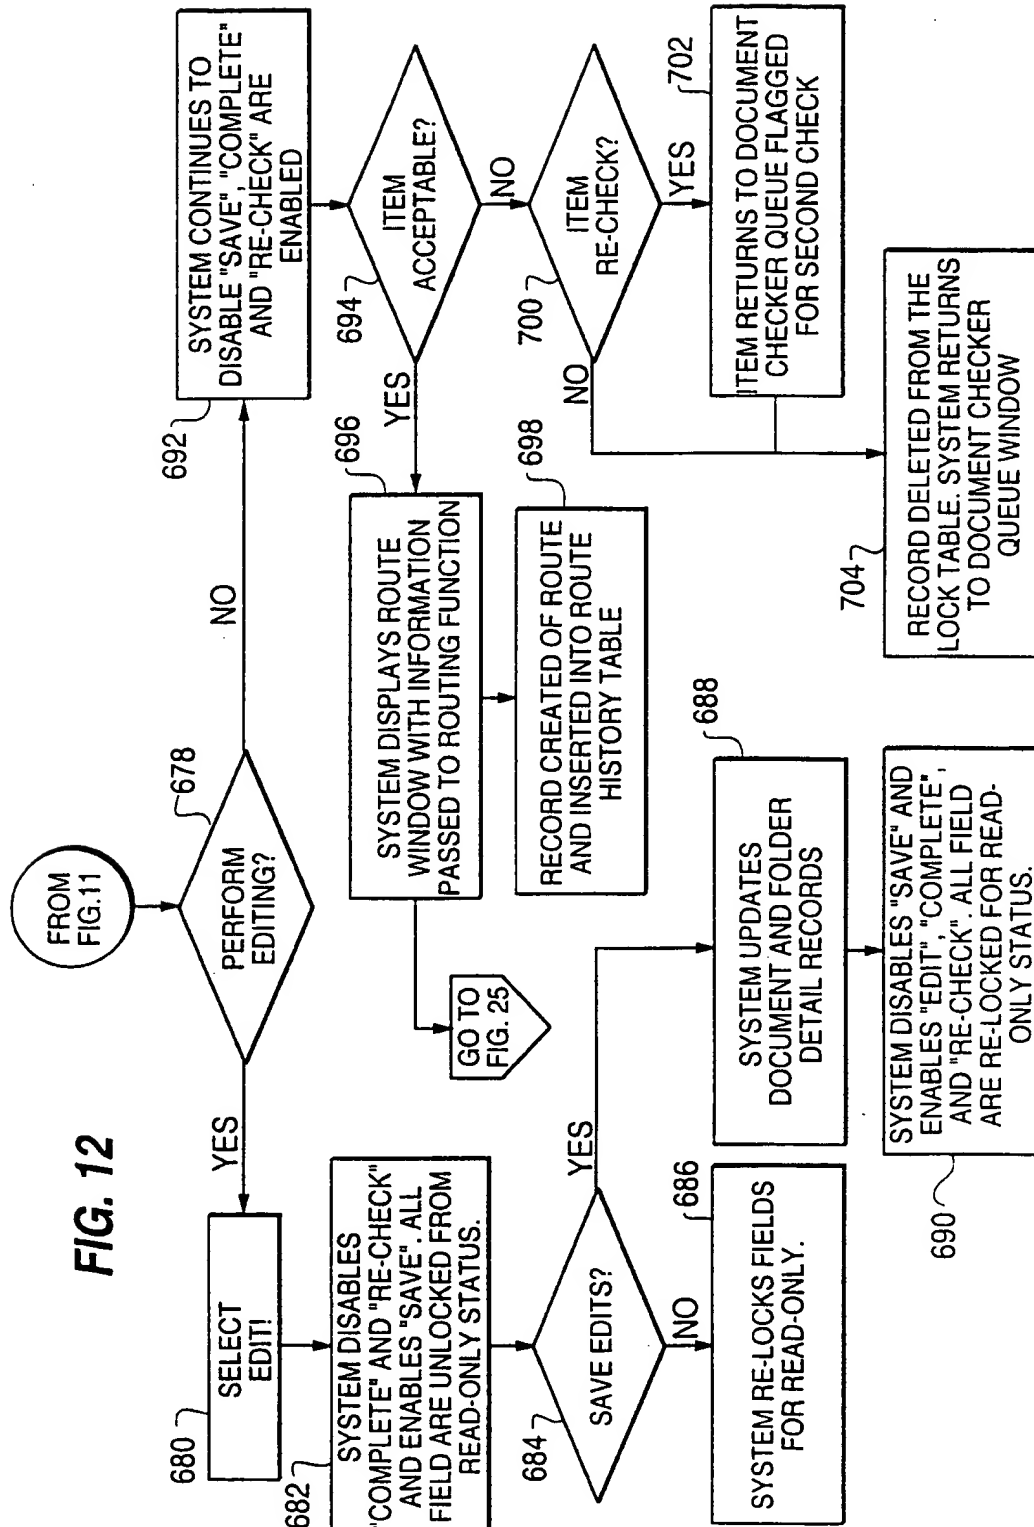 FIG. 12
FROM
FIG.11
PERFORM
EDITING?
678
YES
NO
680
SELECT
EDIT!
682
SYSTEM DISABLES
"COMPLETE" AND "RE-CHECK"
AND ENABLES "SAVE". ALL
FIELD ARE UNLOCKED FROM
READ-ONLY STATUS.
684
SAVE EDITS?
YES
NO
686
SYSTEM RE-LOCKS FIELDS
FOR READ-ONLY.
688
SYSTEM UPDATES
DOCUMENT AND FOLDER
DETAIL RECORDS
690
SYSTEM DISABLES "SAVE" AND
ENABLES "EDIT", "COMPLETE",
AND "RE-CHECK". ALL FIELD
ARE RE-LOCKED FOR READ-
ONLY STATUS.
692
SYSTEM CONTINUES TO
DISABLE "SAVE", "COMPLETE"
AND "RE-CHECK" ARE
ENABLED
694
ITEM
ACCEPTABLE?
YES
NO
696
SYSTEM DISPLAYS ROUTE
WINDOW WITH INFORMATION
PASSED TO ROUTING FUNCTION
GO TO
FIG. 25
698
RECORD CREATED OF ROUTE
AND INSERTED INTO ROUTE
HISTORY TABLE
700
ITEM
RE-CHECK?
NO
YES
702
ITEM RETURNS TO DOCUMENT
CHECKER QUEUE FLAGGED
FOR SECOND CHECK
704
RECORD DELETED FROM THE
LOCK TABLE. SYSTEM RETURNS
TO DOCUMENT CHECKER
QUEUE WINDOW